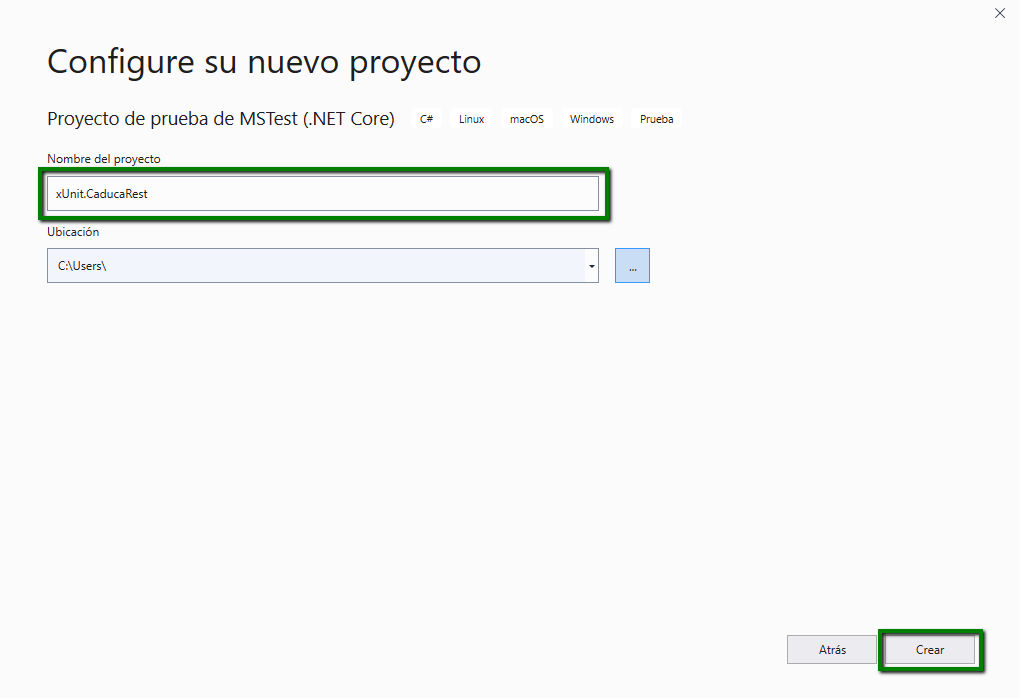 Configure su nuevo proyecto
Proyecto de prueba de MSTest (.NET Core) C# Linux macOS Windows Prueba
Nombre del proyecto
xUnit.CaducaRest
Ubicación
C:\Users\
...
Atrás Crear